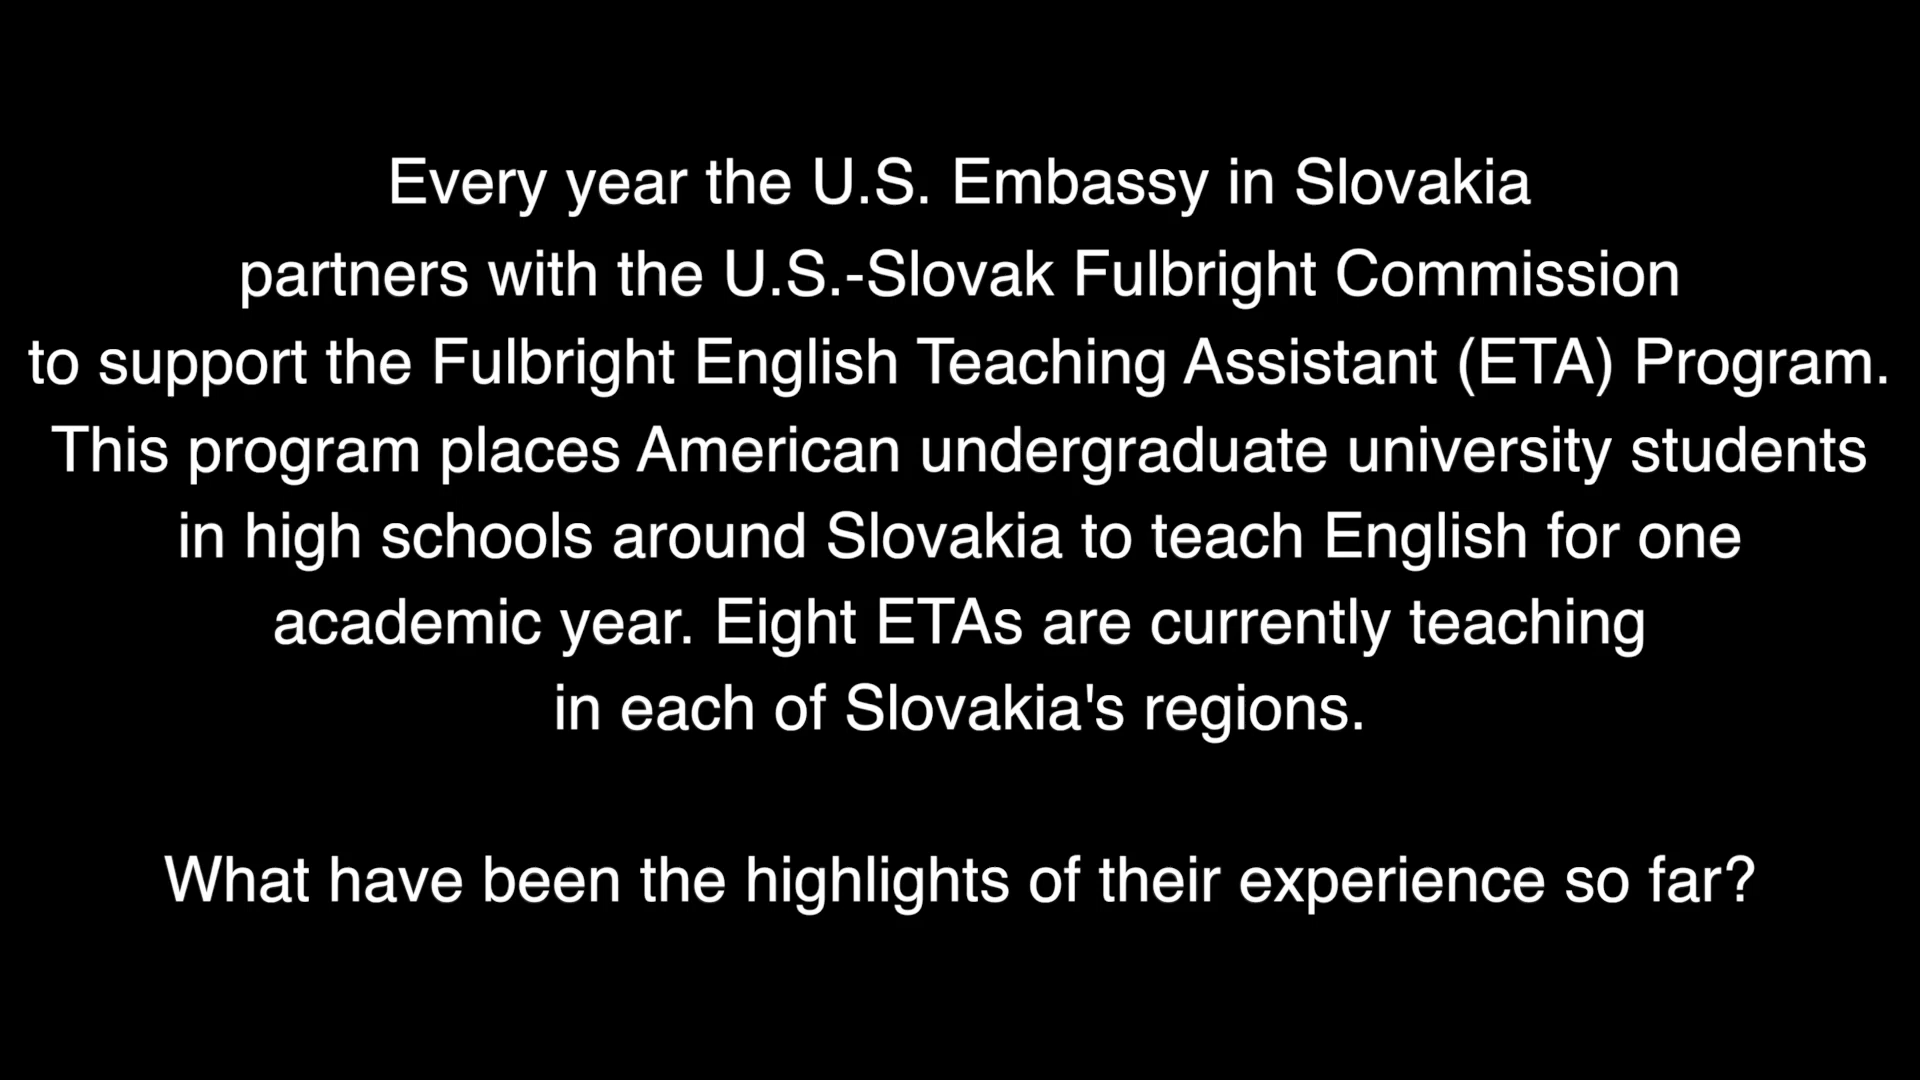 Every year the U.S. Embassy in Slovakia
partners with the U.S.-Slovak Fulbright Commission
to support the Fulbright English Teaching Assistant (ETA) Program.
This program places American undergraduate university students
in high schools around Slovakia to teach English for one
academic year. Eight ETAs are currently teaching
in each of Slovakia's regions.
What have been the highlights of their experience so far?